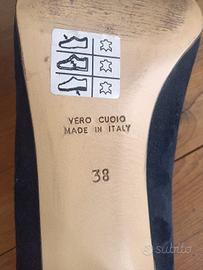 VERO CUOIO
MADE IN ITALY
38
subito